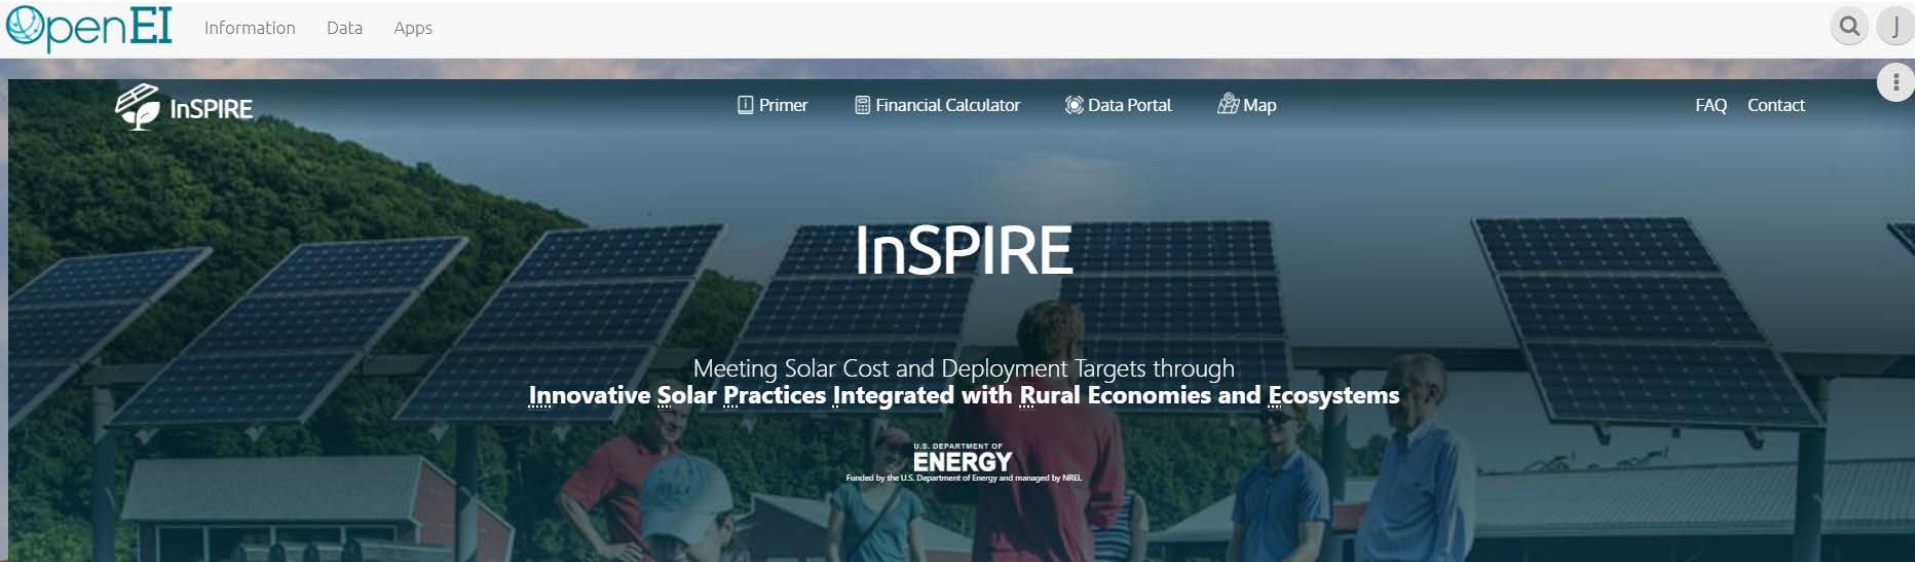 OpenEI Information Data Apps J
InSPIRE Primer Financial Calculator Data Portal Map FAQ Contact
InSPIRE
Meeting Solar Cost and Deployment Targets through
Innovative Solar Practices Integrated with Rural Economies and Ecosystems
U.S. DEPARTMENT OF
ENERGY
Funded by the U.S. Department of Energy and managed by NREL